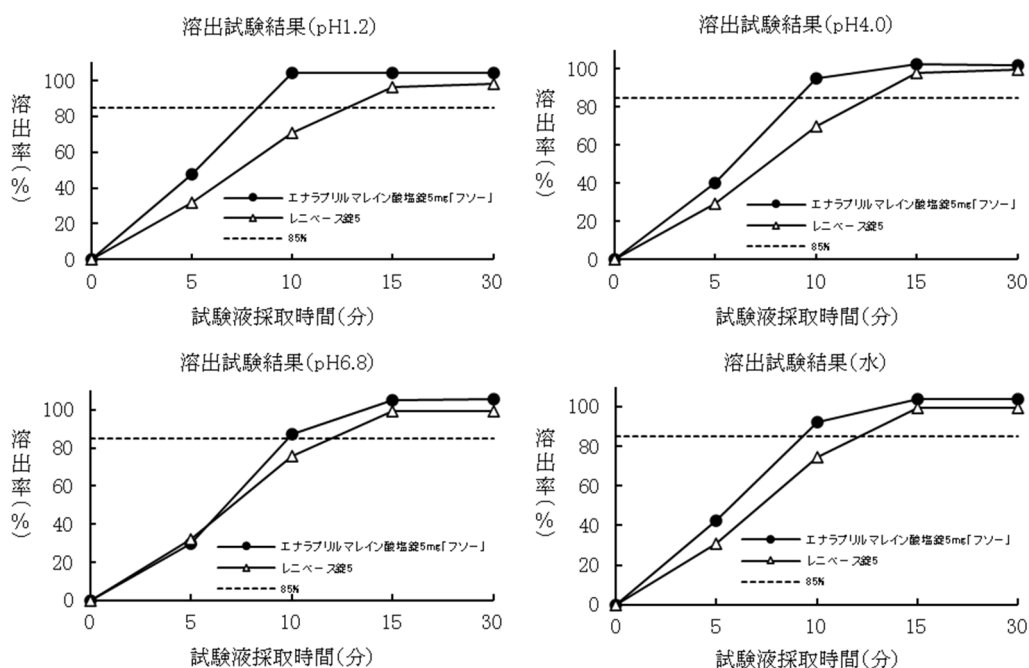 溶出試験結果(pH1.2)
溶出率(%)
100
80
60
40
20
0
エナラプリルマレイン酸塩錠5mg「フソー」
レニベース錠5
85%
0 5 10 15 30
試験液採取時間(分)
溶出試験結果(pH4.0)
溶出率(%)
100
80
60
40
20
0
エナラプリルマレイン酸塩錠5mg「フソー」
レニベース錠5
85%
0 5 10 15 30
試験液採取時間(分)
溶出試験結果(pH6.8)
溶出率(%)
100
80
60
40
20
0
エナラプリルマレイン酸塩錠5mg「フソー」
レニベース錠5
85%
0 5 10 15 30
試験液採取時間(分)
溶出試験結果(水)
溶出率(%)
100
80
60
40
20
0
エナラプリルマレイン酸塩錠5mg「フソー」
レニベース錠5
85%
0 5 10 15 30
試験液採取時間(分)